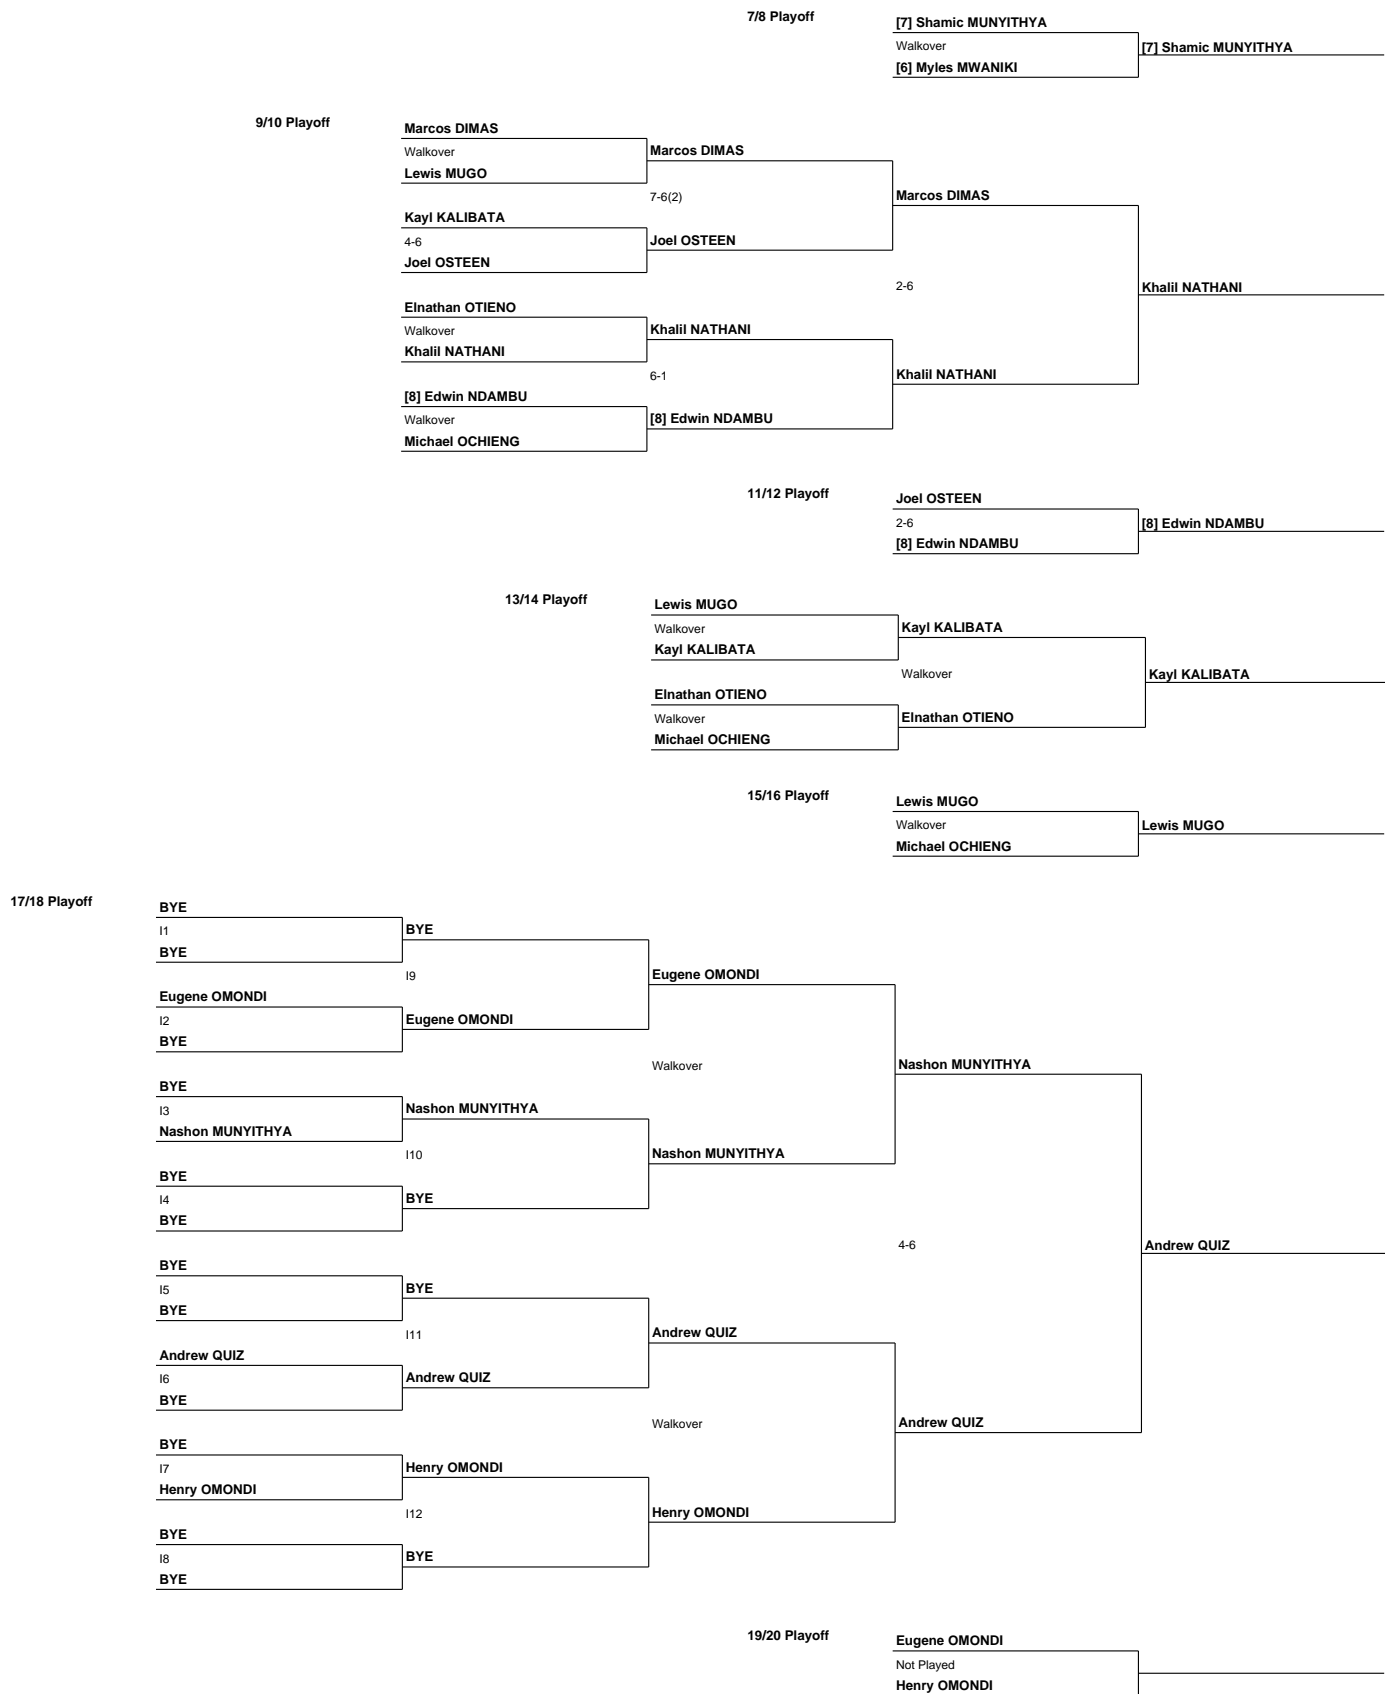 7/8 Playoff
[7] Shamic MUNYITHYA
Walkover
[7] Shamic MUNYITHYA
[6] Myles MWANIKI
9/10 Playoff
Marcos DIMAS
Walkover
Marcos DIMAS
Lewis MUGO
7-6(2)
Marcos DIMAS
Kayl KALIBATA
4-6
Joel OSTEEN
Joel OSTEEN
2-6
Khalil NATHANI
Elnathan OTIENO
Walkover
Khalil NATHANI
Khalil NATHANI
6-1
Khalil NATHANI
[8] Edwin NDAMBU
Walkover
[8] Edwin NDAMBU
Michael OCHIENG
11/12 Playoff
Joel OSTEEN
2-6
[8] Edwin NDAMBU
[8] Edwin NDAMBU
13/14 Playoff
Lewis MUGO
Walkover
Kayl KALIBATA
Kayl KALIBATA
Walkover
Kayl KALIBATA
Elnathan OTIENO
Walkover
Elnathan OTIENO
Michael OCHIENG
15/16 Playoff
Lewis MUGO
Walkover
Lewis MUGO
Michael OCHIENG
17/18 Playoff
BYE
I1
BYE
BYE
I9
Eugene OMONDI
Eugene OMONDI
I2
Eugene OMONDI
BYE
Walkover
Nashon MUNYITHYA
BYE
I3
Nashon MUNYITHYA
Nashon MUNYITHYA
I10
Nashon MUNYITHYA
BYE
I4
BYE
BYE
4-6
Andrew QUIZ
BYE
I5
BYE
BYE
I11
Andrew QUIZ
Andrew QUIZ
I6
Andrew QUIZ
BYE
Walkover
Andrew QUIZ
BYE
I7
Henry OMONDI
Henry OMONDI
I12
Henry OMONDI
BYE
I8
BYE
BYE
19/20 Playoff
Eugene OMONDI
Not Played
Henry OMONDI